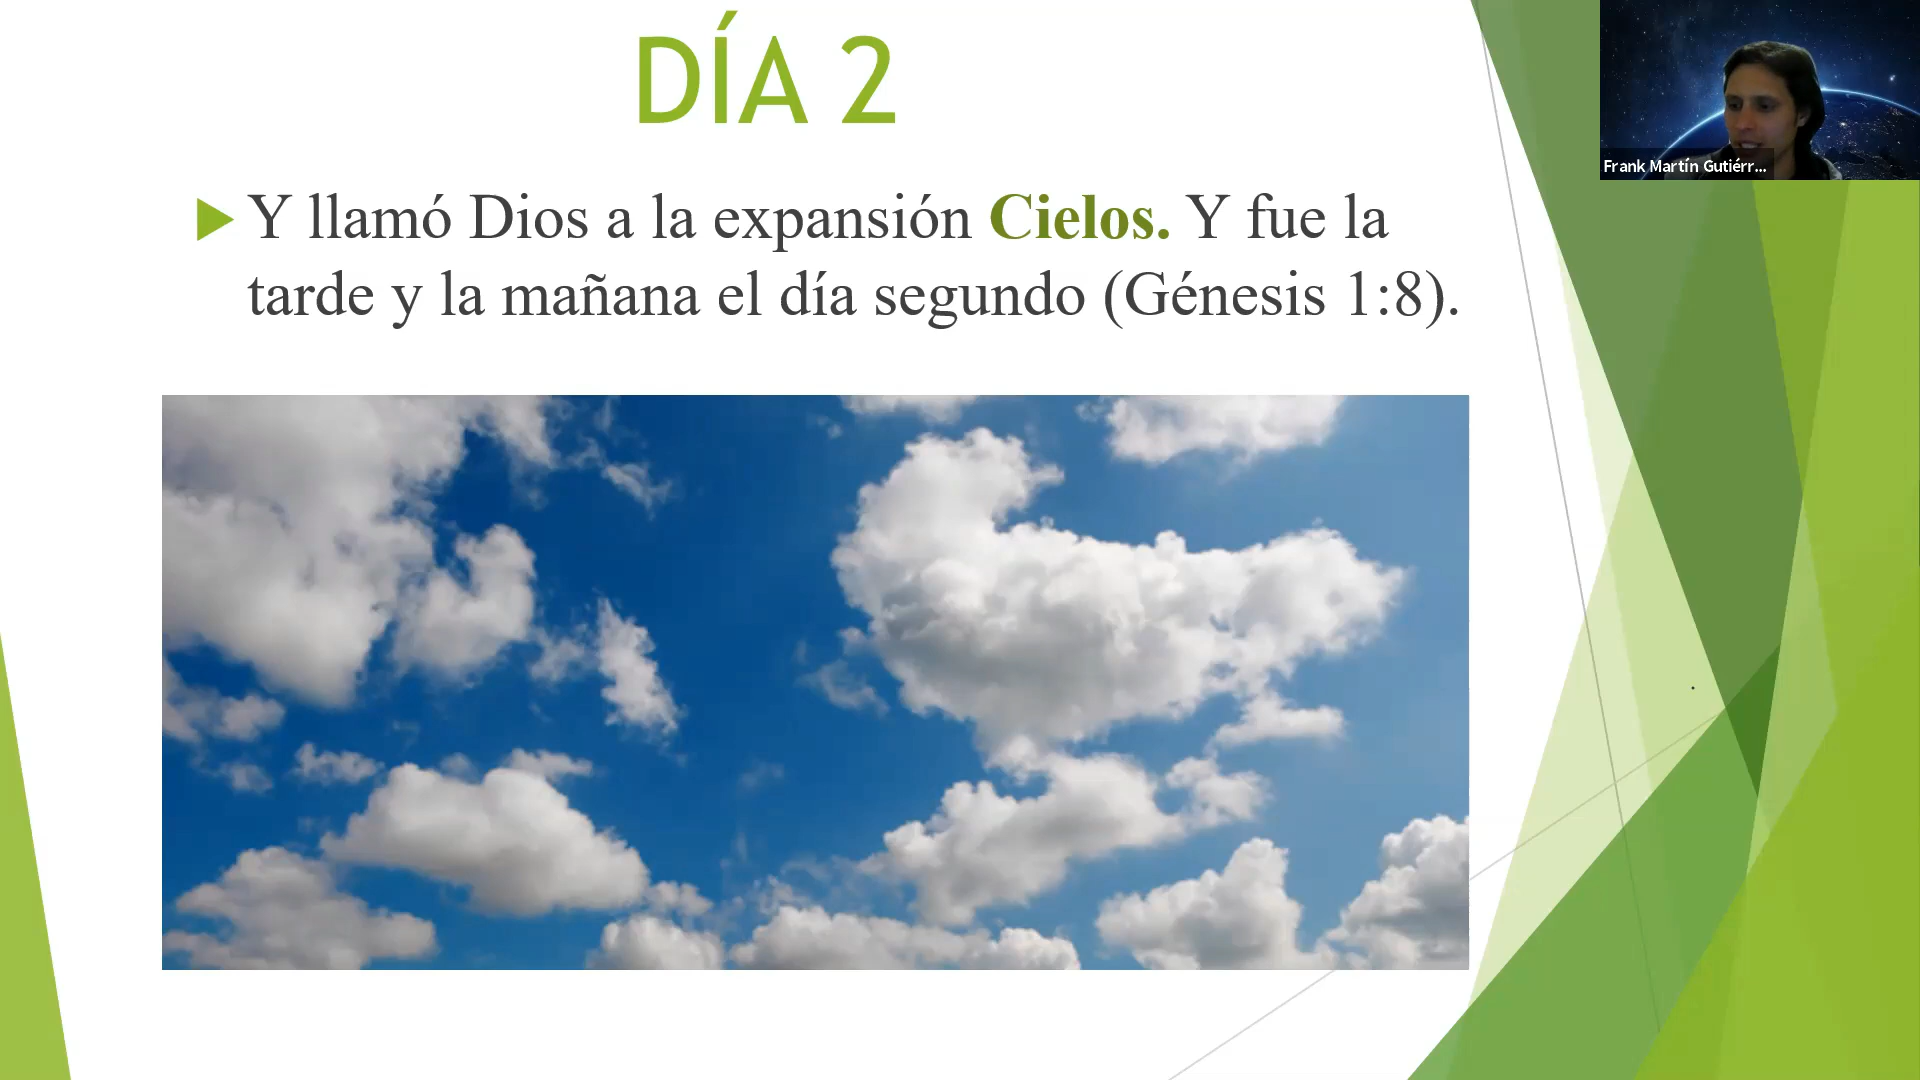 DÍA 2
Y llamó Dios a la expansión Cielos. Y fue la
tarde y la mañana el día segundo (Génesis 1:8).
Frank Martín Gutiérr...